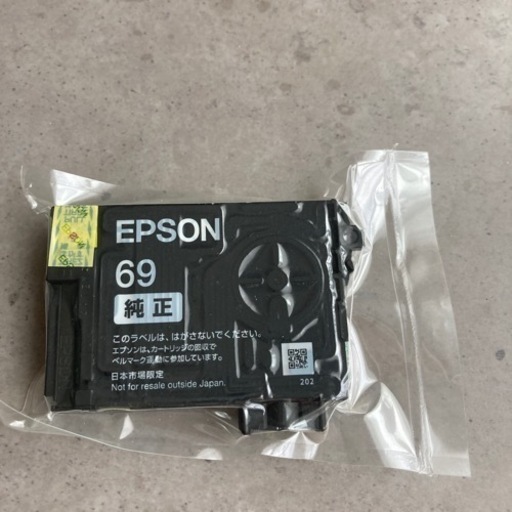 EPSON
69
純正
このラベルは、はがさないでください。
エプソンは、カートリッジの回収で
ベルマーク運動に参加しています。
日本市場限定
Not for resale outside Japan.
202